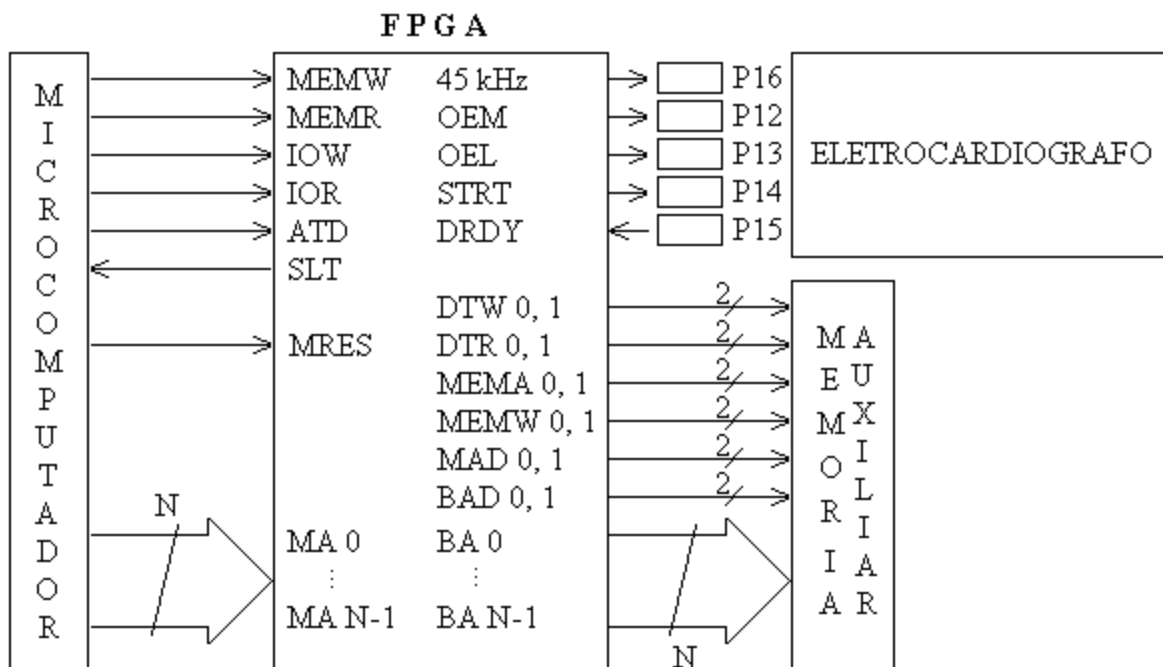 F P G A
MICROCOMPUTADOR
MEMW 45 kHz P16
MEMR OEM P12
IOW OEL P13
IOR STRT P14
ATD DRDY P15
SLT
ELETROCARDIOGRAFO
DTW 0, 1 2
MRES DTR 0, 1 2
MEMA 0, 1 2
MEMW 0, 1 2
MAD 0, 1 2
BAD 0, 1 2
MEMORIA
AUXILIAR
N
MA 0 BA 0
⋮ ⋮
MA N-1 BA N-1
N